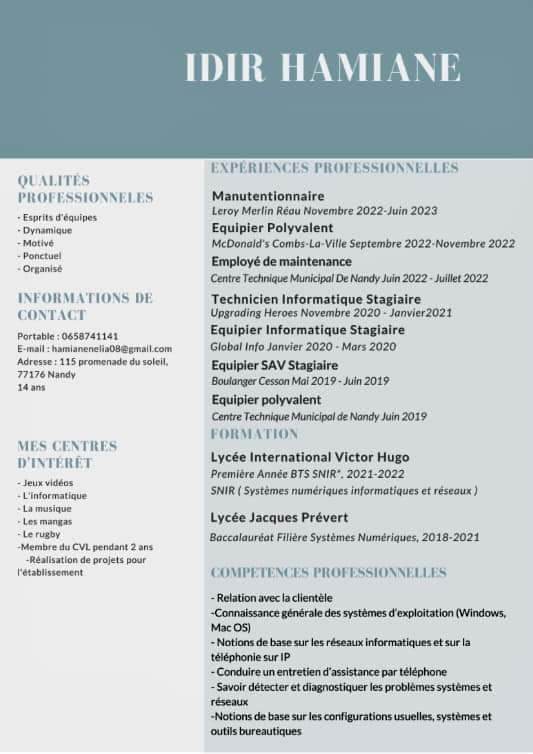 IDIR HAMIANE
QUALITÉS
PROFESSIONNELES
- Esprits d'équipes
- Dynamique
- Motivé
- Ponctuel
- Organisé
INFORMATIONS DE
CONTACT
Portable : 0658741141
E-mail : hamianenelia08@gmail.com
Adresse : 115 promenade du soleil,
77176 Nandy
14 ans
MES CENTRES
D'INTÉRÊT
- Jeux vidéos
- L'informatique
- La musique
- Les mangas
- Le rugby
-Membre du CVL pendant 2 ans
-Réalisation de projets pour
l'établissement
EXPÉRIENCES PROFESSIONNELLES
Manutentionnaire
Leroy Merlin Réau Novembre 2022-Juin 2023
Equipier Polyvalent
McDonald's Combs-La-Ville Septembre 2022-Novembre 2022
Employé de maintenance
Centre Technique Municipal De Nandy Juin 2022 - Juillet 2022
Technicien Informatique Stagiaire
Upgrading Heroes Novembre 2020 - Janvier2021
Equipier Informatique Stagiaire
Global Info Janvier 2020 - Mars 2020
Equipier SAV Stagiaire
Boulanger Cesson Mai 2019 - Juin 2019
Equipier polyvalent
Centre Technique Municipal de Nandy Juin 2019
FORMATION
Lycée International Victor Hugo
Première Année BTS SNIR*, 2021-2022
SNIR ( Systèmes numériques informatiques et réseaux )
Lycée Jacques Prévert
Baccalauréat Filière Systèmes Numériques, 2018-2021
COMPETENCES PROFESSIONNELLES
- Relation avec la clientèle
-Connaissance générale des systèmes d'exploitation (Windows,
Mac OS)
- Notions de base sur les réseaux informatiques et sur la
téléphonie sur IP
- Conduire un entretien d'assistance par téléphone
- Savoir détecter et diagnostiquer les problèmes systèmes et
réseaux
-Notions de base sur les configurations usuelles, systèmes et
outils bureautiques